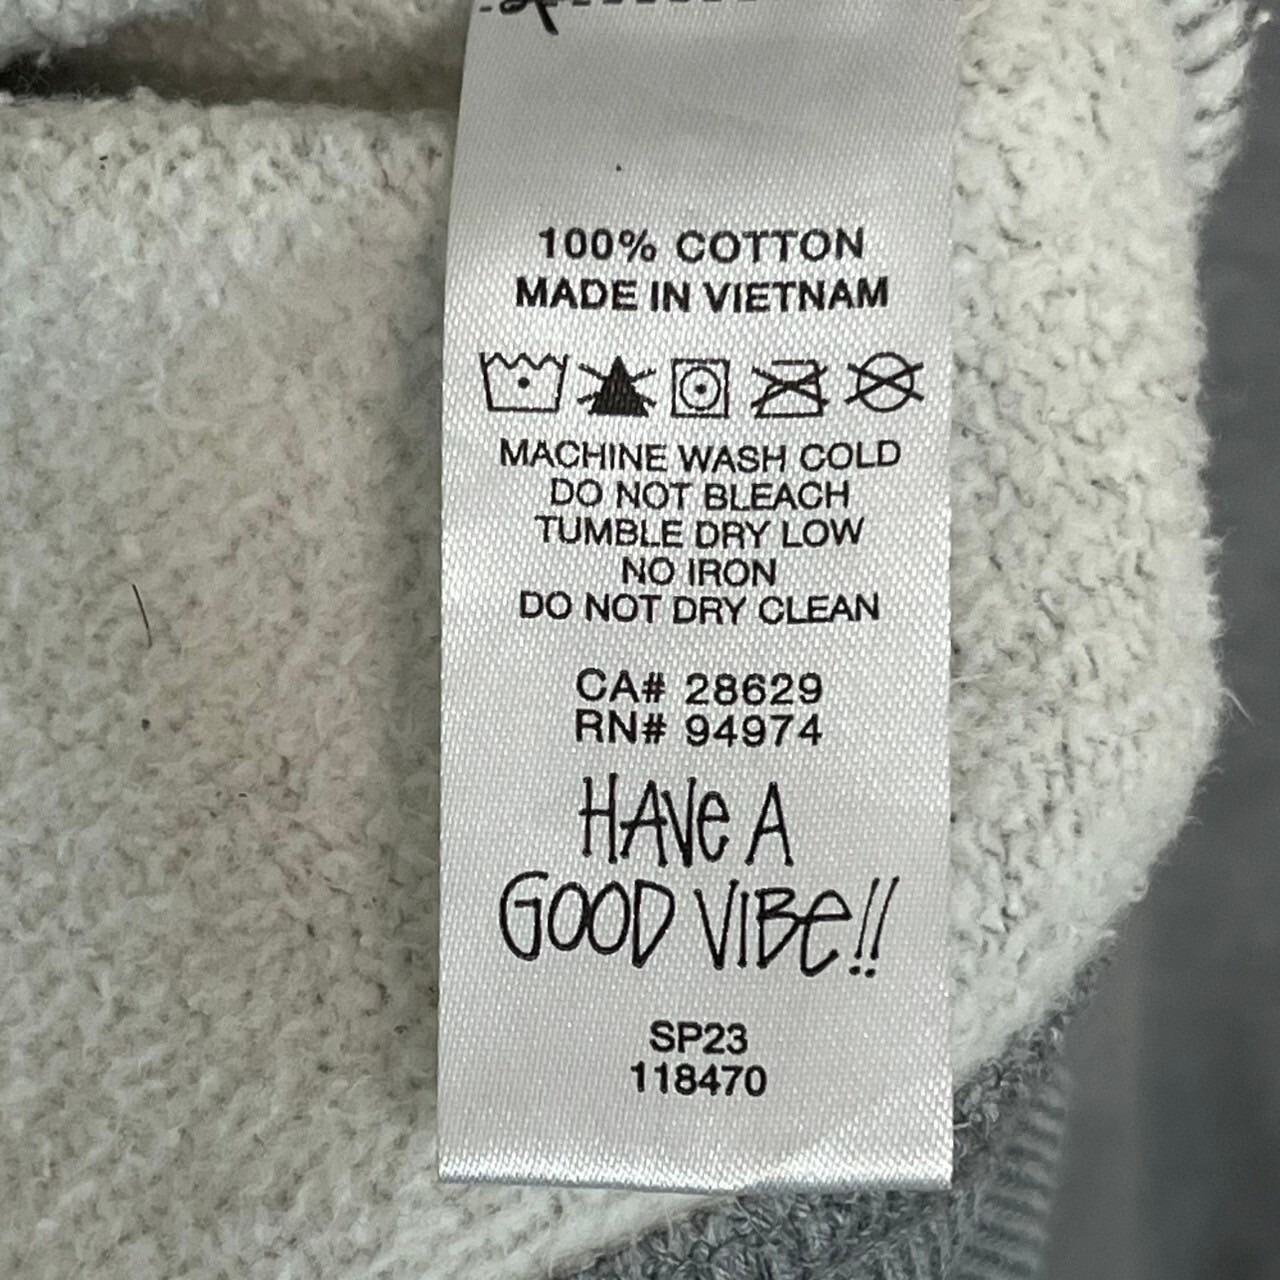 100% COTTON
MADE IN VIETNAM
MACHINE WASH COLD
DO NOT BLEACH
TUMBLE DRY LOW
NO IRON
DO NOT DRY CLEAN
CA# 28629
RN# 94974
HAVe A
GOOD VIBe!!
SP23
118470